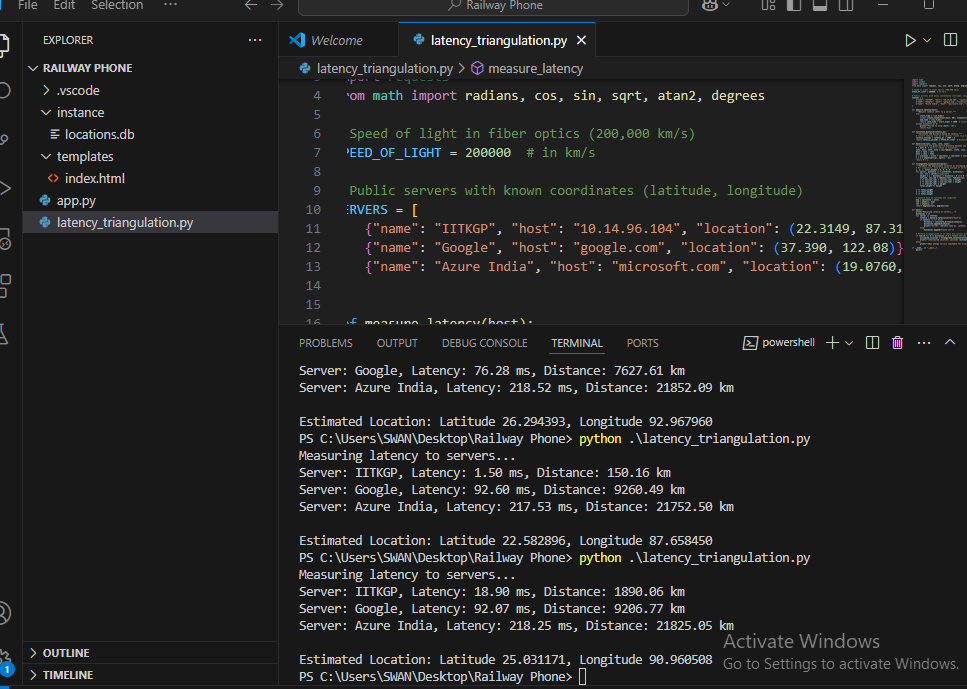 File Edit Selection ··· Railway Phone
EXPLORER ···
RAILWAY PHONE
.vscode
instance
locations.db
templates
index.html
app.py
latency_triangulation.py
OUTLINE
TIMELINE
1
Welcome latency_triangulation.py
latency_triangulation.py > measure_latency
4 om math import radians, cos, sin, sqrt, atan2, degrees
5
6 Speed of light in fiber optics (200,000 km/s)
7 PEED_OF_LIGHT = 200000 # in km/s
8
9 Public servers with known coordinates (latitude, longitude)
10 ERVERS = [
11 {"name": "IITKGP", "host": "10.14.96.104", "location": (22.3149, 87.31
12 {"name": "Google", "host": "google.com", "location": (37.390, 122.08)}
13 {"name": "Azure India", "host": "microsoft.com", "location": (19.0760,
14
15
16 f measure_latency(host):
PROBLEMS OUTPUT DEBUG CONSOLE TERMINAL PORTS powershell ···
Server: Google, Latency: 76.28 ms, Distance: 7627.61 km
Server: Azure India, Latency: 218.52 ms, Distance: 21852.09 km
Estimated Location: Latitude 26.294393, Longitude 92.967960
PS C:\Users\SWAN\Desktop\Railway Phone> python .\latency_triangulation.py
Measuring latency to servers...
Server: IITKGP, Latency: 1.50 ms, Distance: 150.16 km
Server: Google, Latency: 92.60 ms, Distance: 9260.49 km
Server: Azure India, Latency: 217.53 ms, Distance: 21752.50 km
Estimated Location: Latitude 22.582896, Longitude 87.658450
PS C:\Users\SWAN\Desktop\Railway Phone> python .\latency_triangulation.py
Measuring latency to servers...
Server: IITKGP, Latency: 18.90 ms, Distance: 1890.06 km
Server: Google, Latency: 92.07 ms, Distance: 9206.77 km
Server: Azure India, Latency: 218.25 ms, Distance: 21825.05 km
Estimated Location: Latitude 25.031171, Longitude 90.960508
PS C:\Users\SWAN\Desktop\Railway Phone>
Activate Windows
Go to Settings to activate Windows.